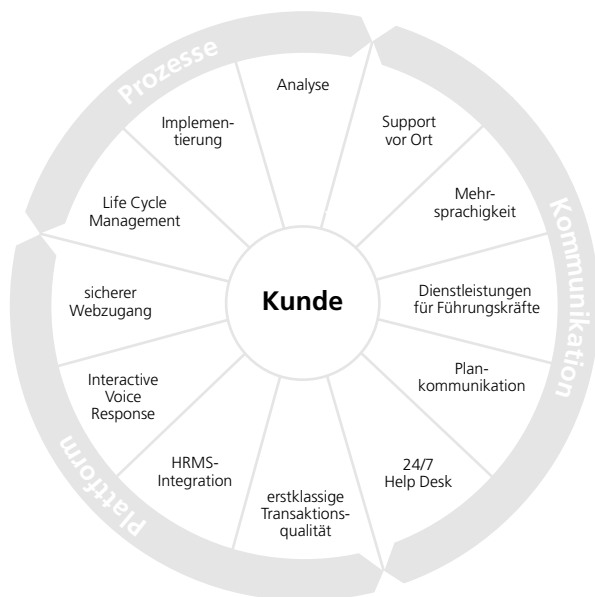 Prozesse
Analyse
Implemen-
tierung
Life Cycle
Management
Kommunikation
Support
vor Ort
Mehr-
sprachigkeit
Dienstleistungen
für Führungskräfte
Plan-
kommunikation
24/7
Help Desk
Plattform
sicherer
Webzugang
Interactive
Voice
Response
HRMS-
Integration
erstklassige
Transaktions-
qualität
Kunde